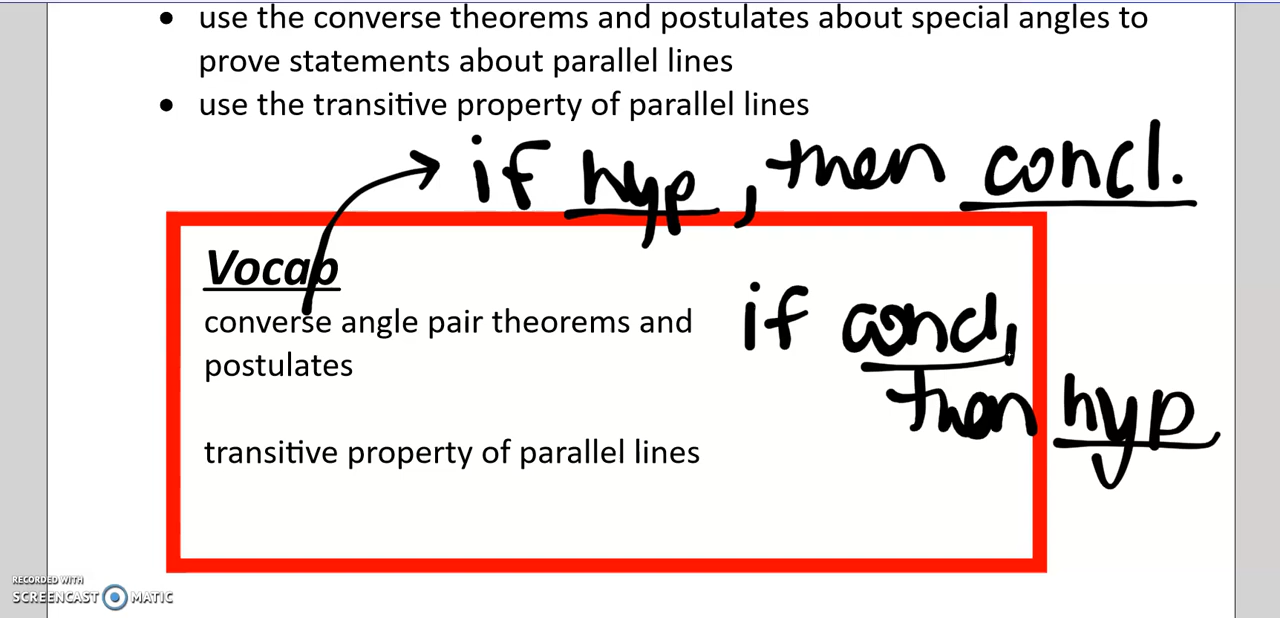 • use the converse theorems and postulates about special angles to
prove statements about parallel lines
• use the transitive property of parallel lines
if hyp, then concl.
Vocab
converse angle pair theorems and
postulates
if concl,
then hyp
transitive property of parallel lines
RECORDED WITH
SCREENCAST MATIC